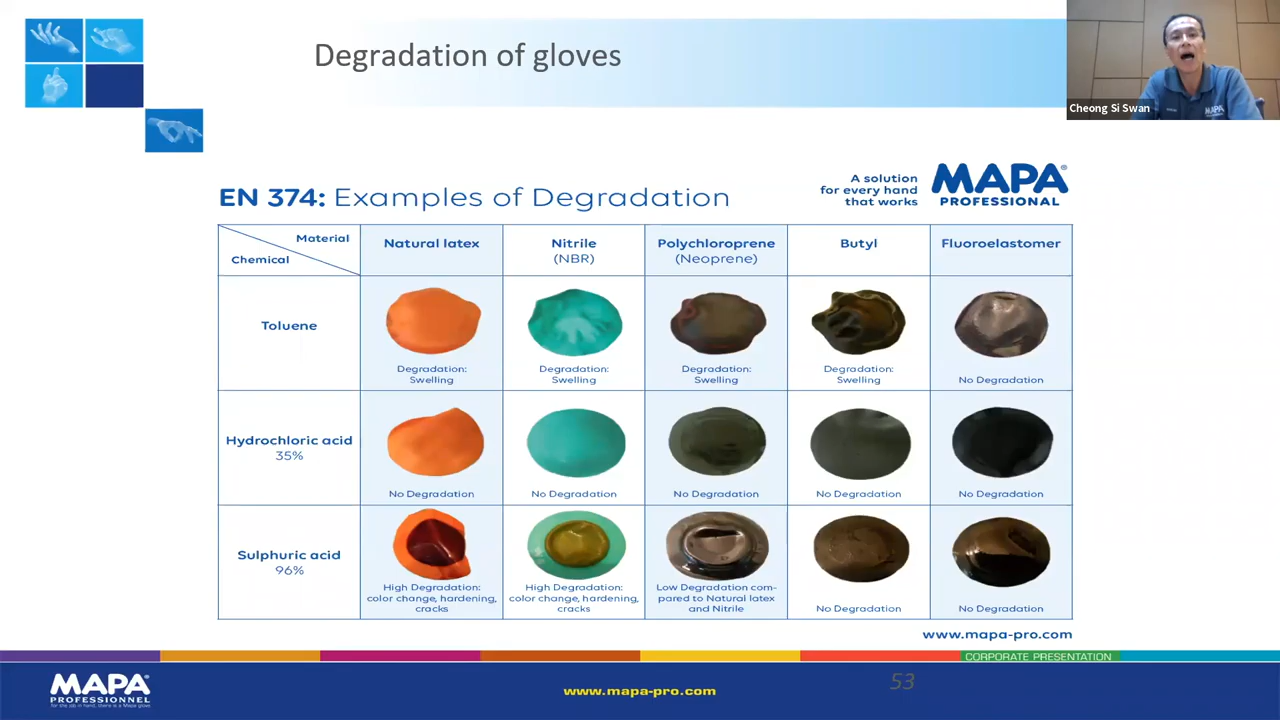 Degradation of gloves
Cheong Si Swan
MAPA
EN 374: Examples of Degradation
A solution
for every hand
that works
MAPA®
PROFESSIONAL
Material
Chemical
Natural latex
Nitrile
(NBR)
Polychloroprene
(Neoprene)
Butyl
Fluoroelastomer
Toluene
Degradation:
Swelling
Degradation:
Swelling
Degradation:
Swelling
Degradation:
Swelling
No Degradation
Hydrochloric acid
35%
No Degradation
No Degradation
No Degradation
No Degradation
No Degradation
Sulphuric acid
96%
High Degradation:
color change, hardening,
cracks
High Degradation:
color change, hardening,
cracks
Low Degradation com-
pared to Natural latex
and Nitrile
No Degradation
No Degradation
www.mapa-pro.com
CORPORATE PRESENTATION
MAPA®
PROFESSIONNEL
for the job in hand, there is a Mapa glove
www.mapa-pro.com
53